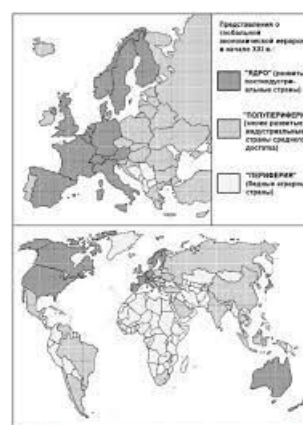 Представления о
глобальной
экономической иерархии
в начале XXI в.:
"ЯДРО" (развитые
постиндустри-
альные страны)
"ПОЛУПЕРИФЕРИЯ"
(менее развитые
индустриальные
страны среднего
достатка)
"ПЕРИФЕРИЯ"
(бедные аграрные
страны)